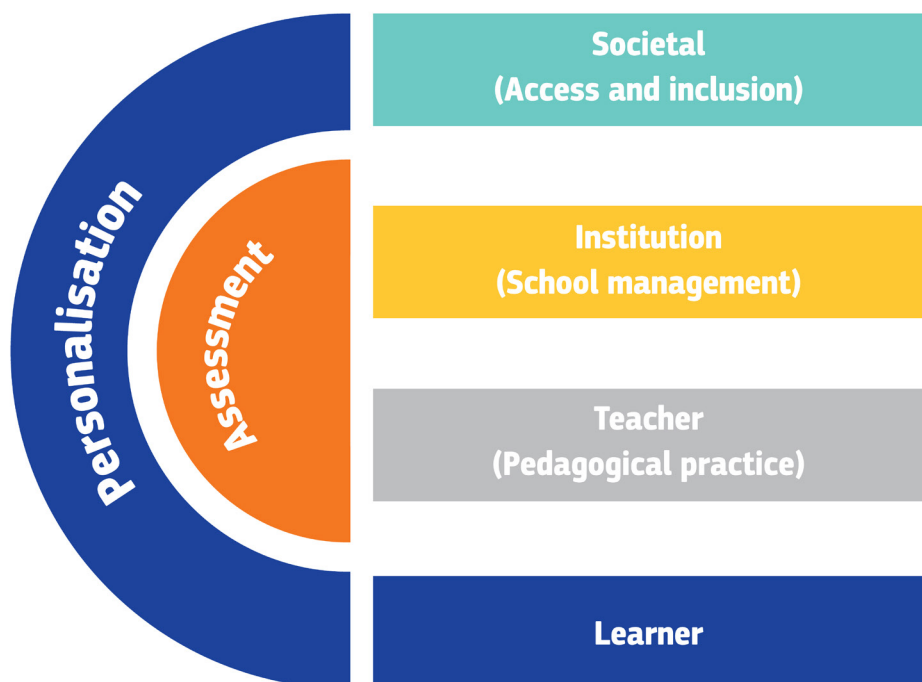 Personalisation
Assessment
Societal
(Access and inclusion)
Institution
(School management)
Teacher
(Pedagogical practice)
Learner